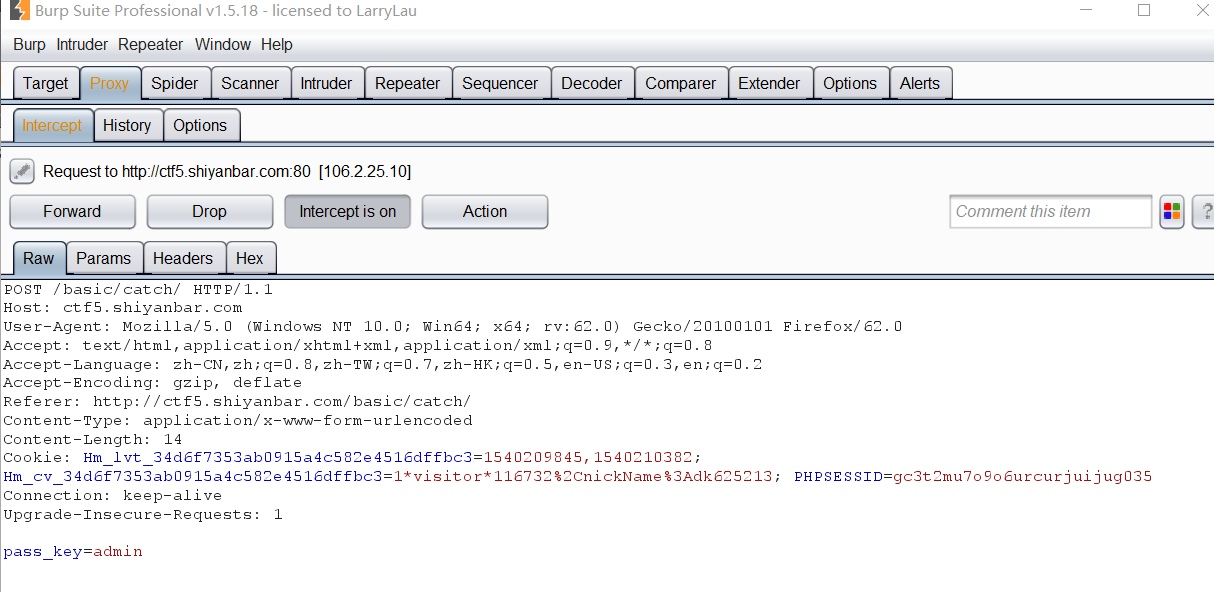 Burp Suite Professional v1.5.18 - licensed to LarryLau
Burp Intruder Repeater Window Help
Target Proxy Spider Scanner Intruder Repeater Sequencer Decoder Comparer Extender Options Alerts
Intercept History Options
Request to http://ctf5.shiyanbar.com:80 [106.2.25.10]
Forward Drop Intercept is on Action Comment this item ?
Raw Params Headers Hex
POST /basic/catch/ HTTP/1.1
Host: ctf5.shiyanbar.com
User-Agent: Mozilla/5.0 (Windows NT 10.0; Win64; x64; rv:62.0) Gecko/20100101 Firefox/62.0
Accept: text/html,application/xhtml+xml,application/xml;q=0.9,*/*;q=0.8
Accept-Language: zh-CN,zh;q=0.8,zh-TW;q=0.7,zh-HK;q=0.5,en-US;q=0.3,en;q=0.2
Accept-Encoding: gzip, deflate
Referer: http://ctf5.shiyanbar.com/basic/catch/
Content-Type: application/x-www-form-urlencoded
Content-Length: 14
Cookie: Hm_lvt_34d6f7353ab0915a4c582e4516dffbc3=1540209845,1540210382;
Hm_cv_34d6f7353ab0915a4c582e4516dffbc3=1*visitor*116732%2CnickName%3Adk625213; PHPSESSID=gc3t2mu7o9o6urcurjuijug035
Connection: keep-alive
Upgrade-Insecure-Requests: 1
pass_key=admin